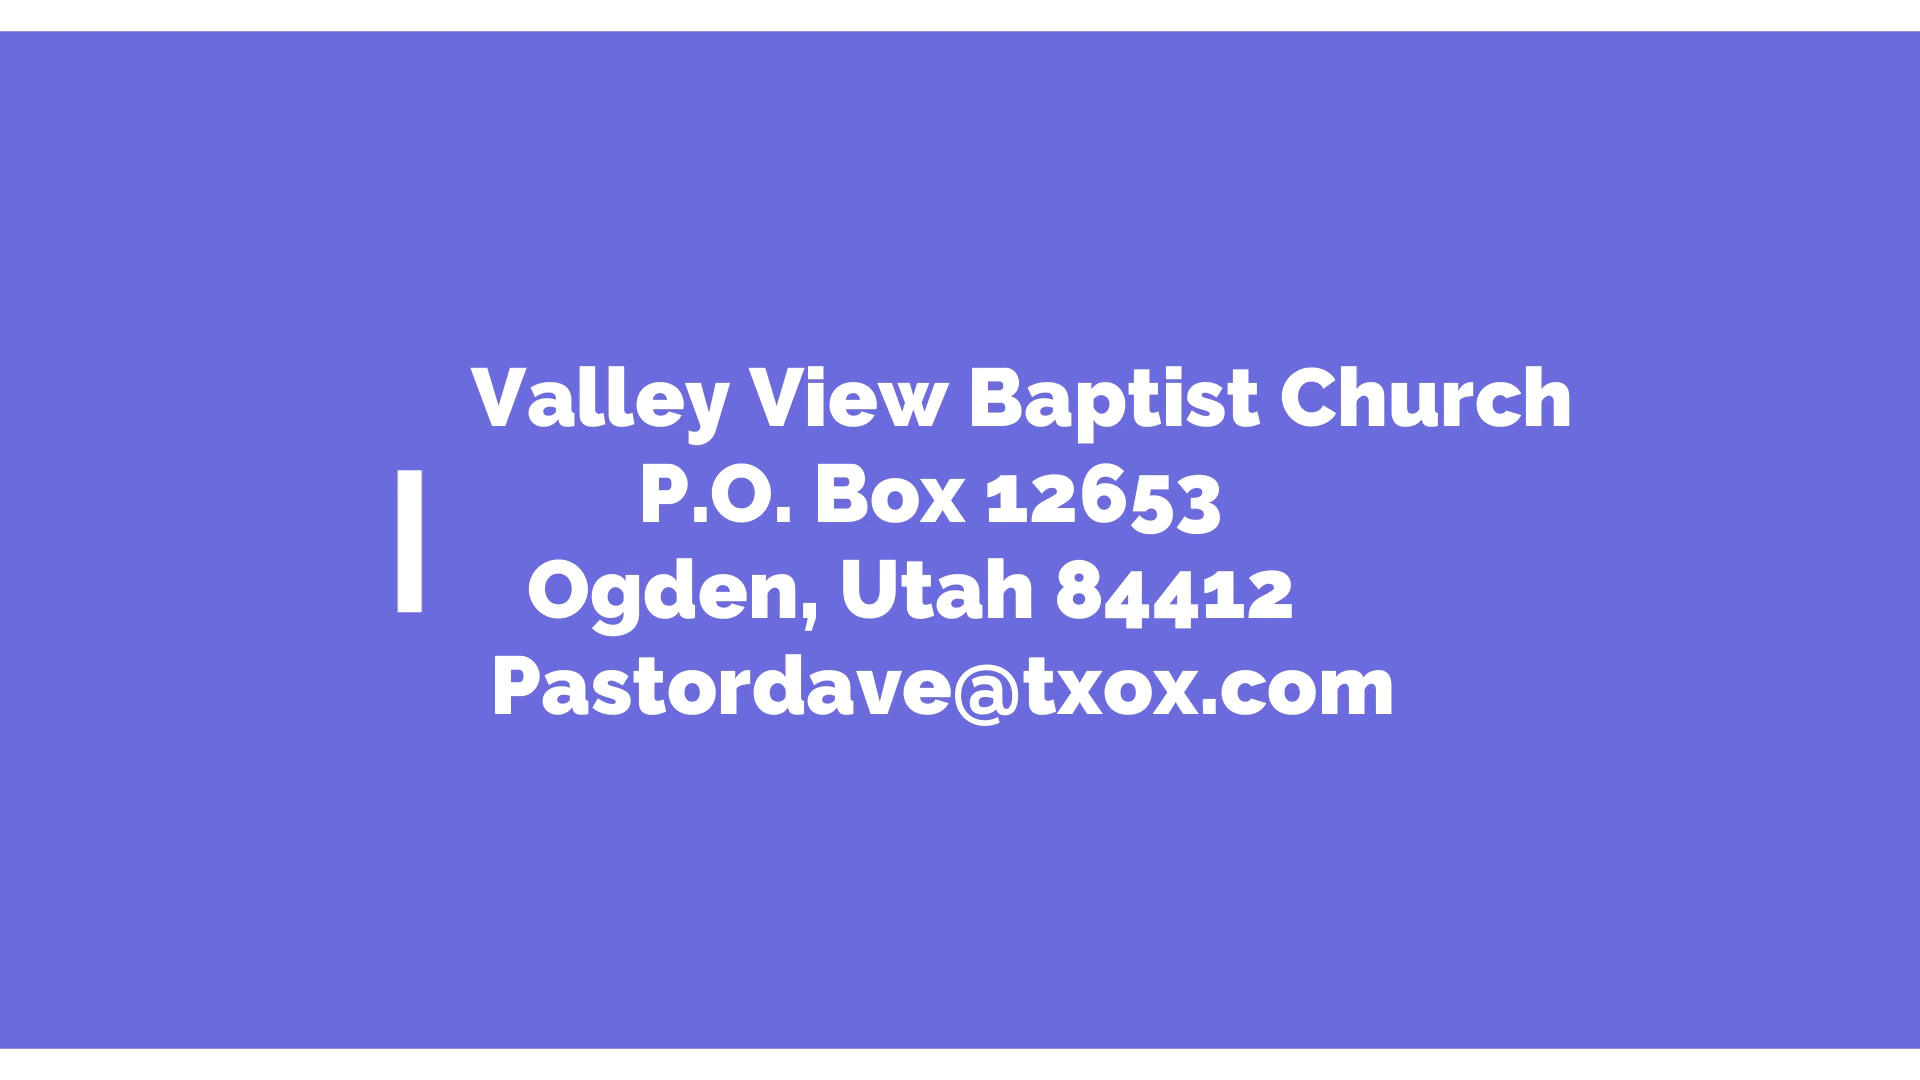 Valley View Baptist Church
P.O. Box 12653
Ogden, Utah 84412
Pastordave@txox.com